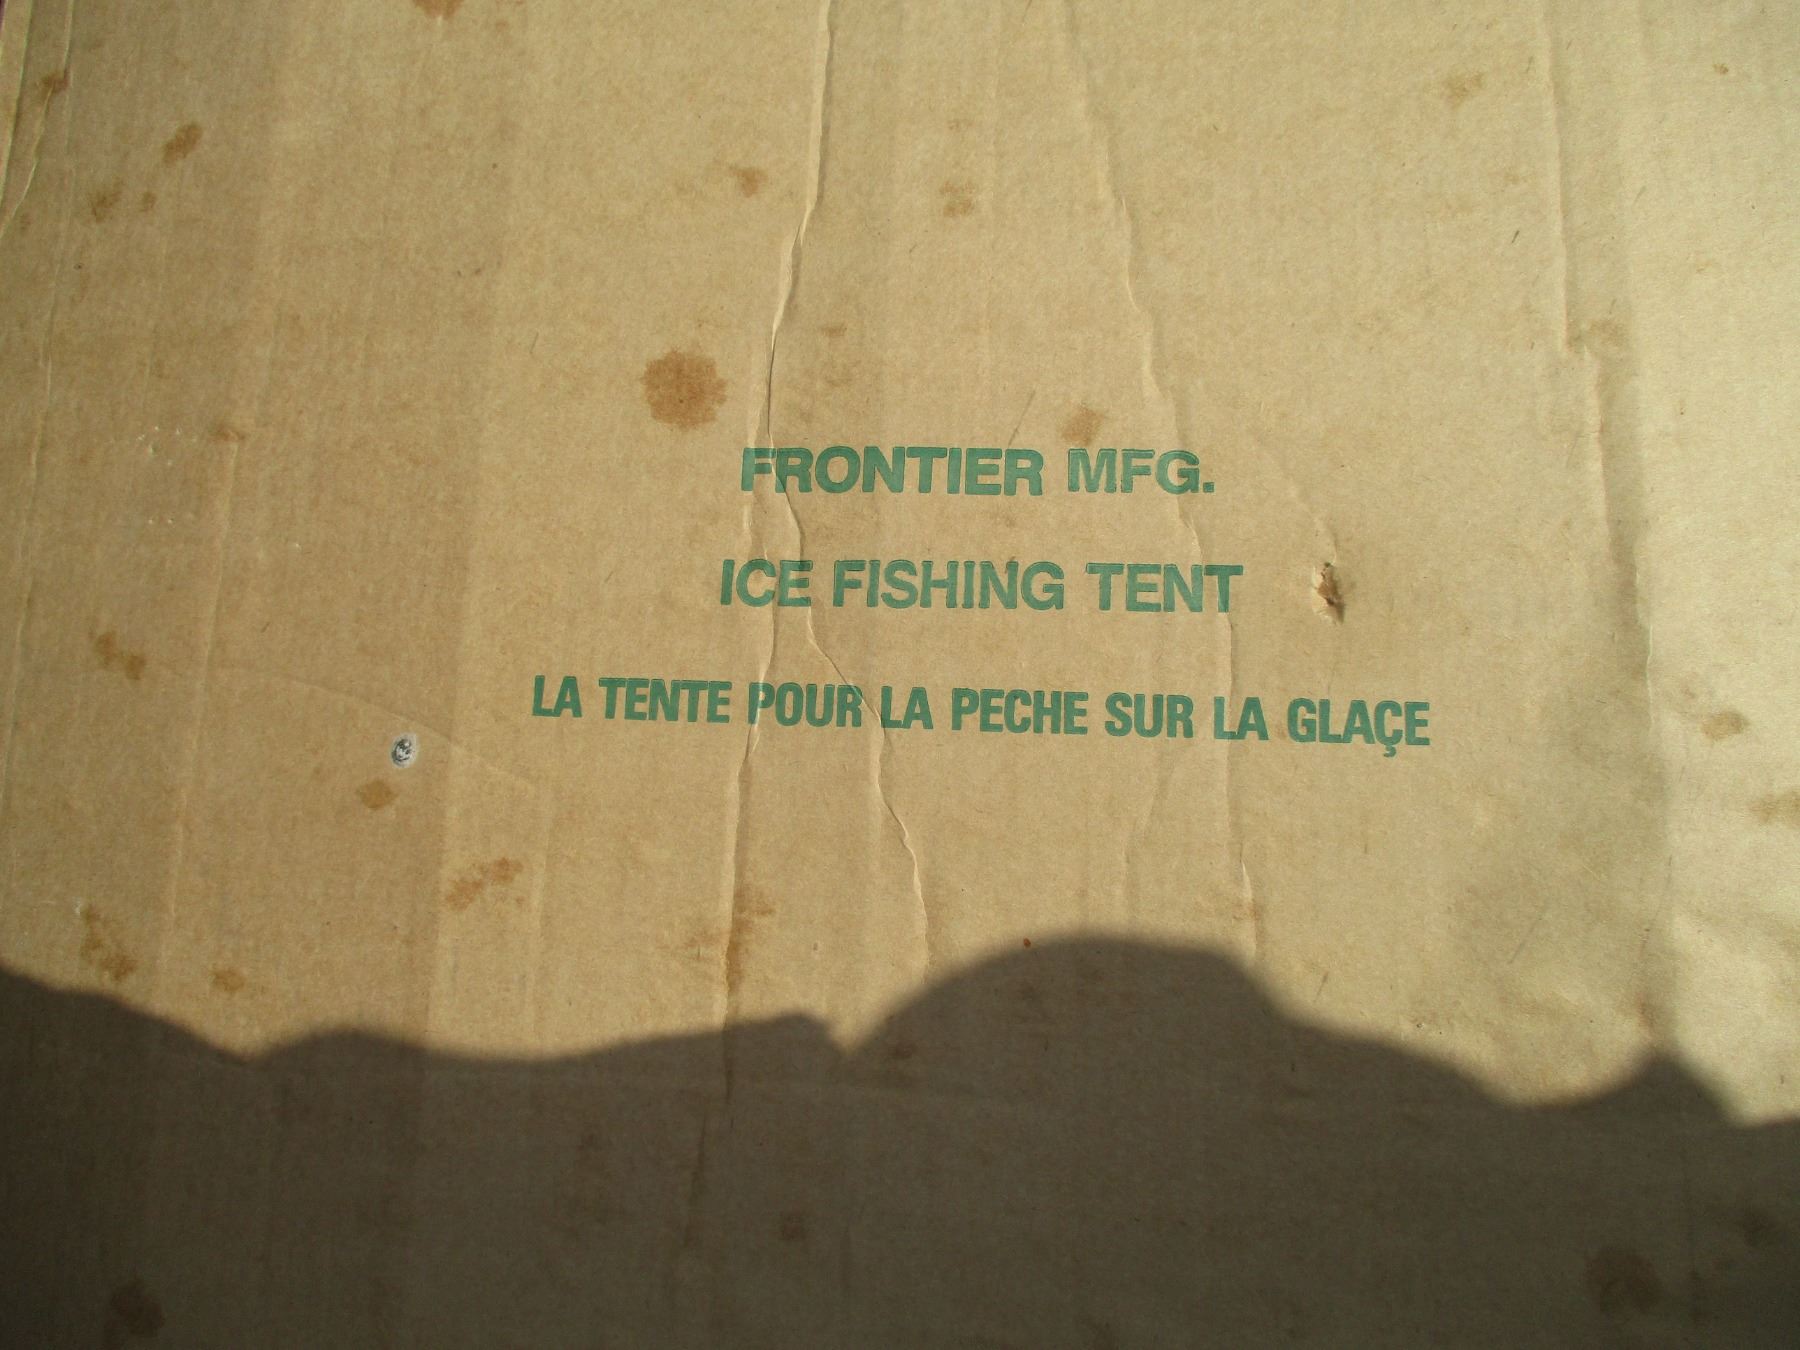 FRONTIER MFG.
ICE FISHING TENT
LA TENTE POUR LA PECHE SUR LA GLAÇE